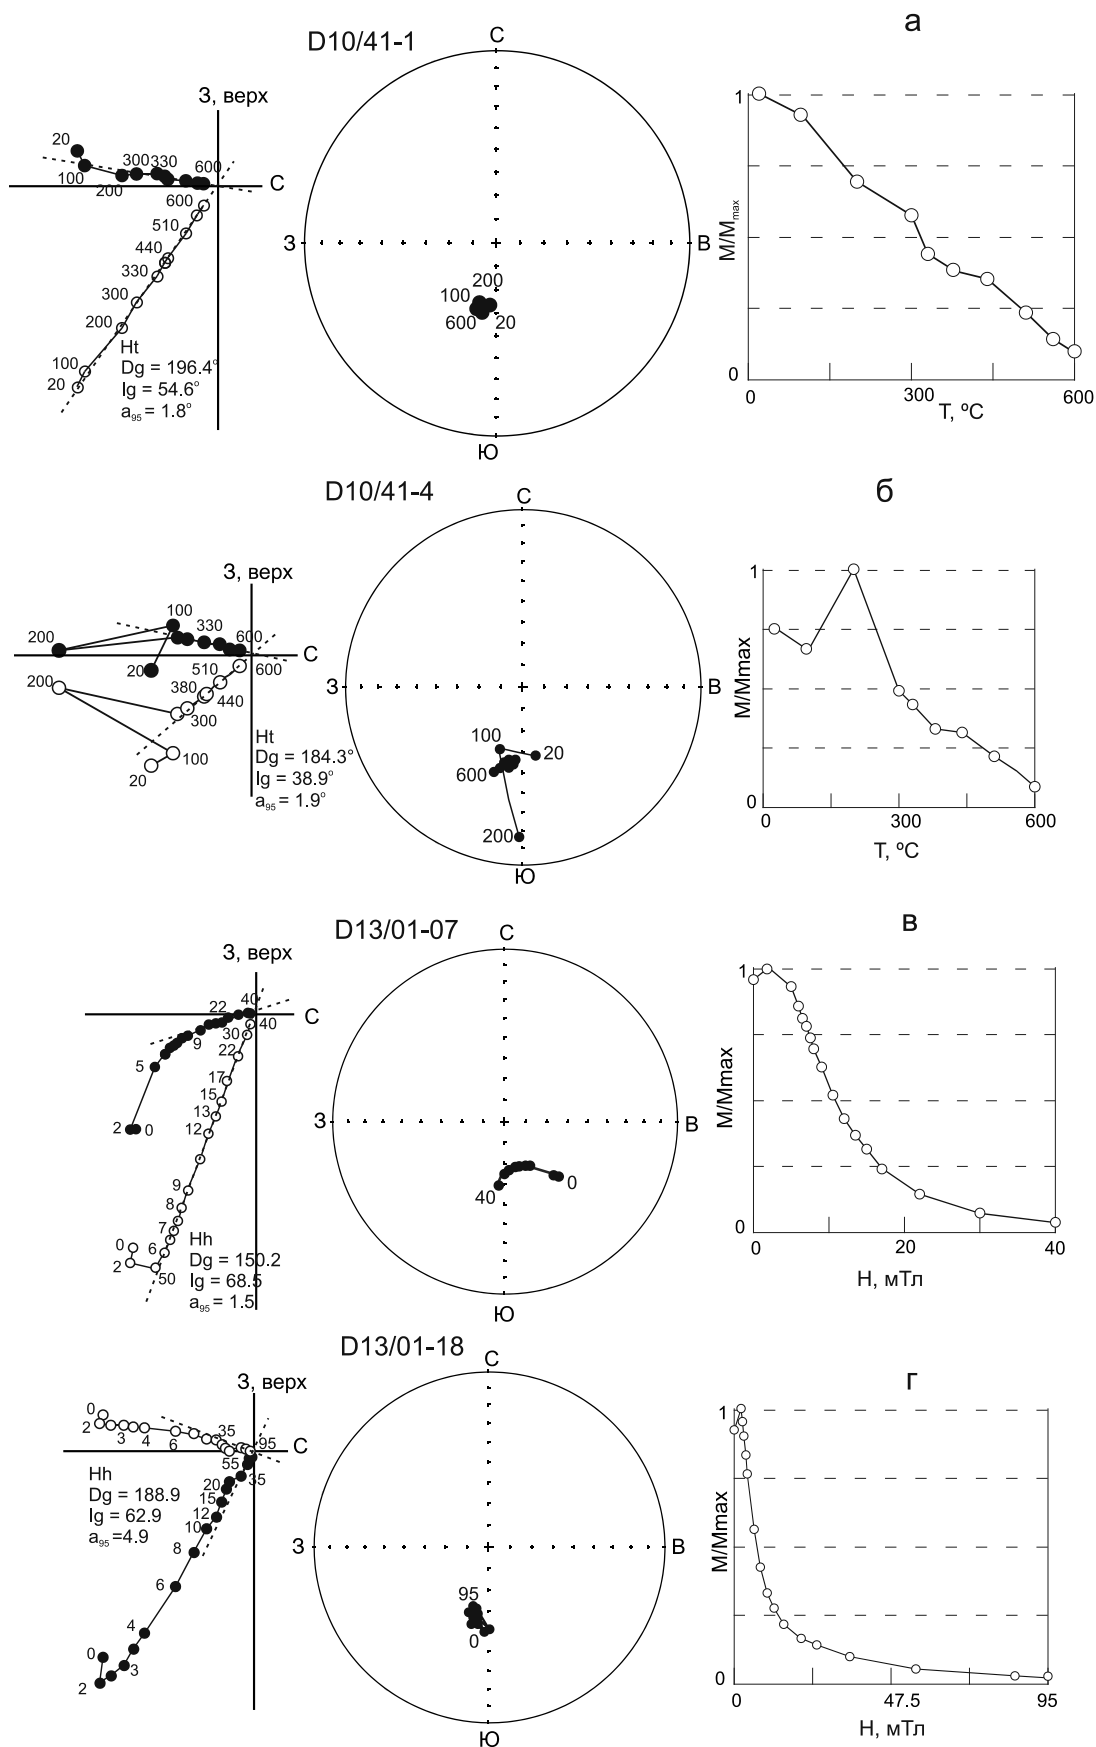 D10/41-1
а
З, верх
С
20
100
200
300
330
600
С
600
510
440
330
300
200
100
20
Ht
Dg = 196.4°
Ig = 54.6°
a₉₅ = 1.8°
З
В
Ю
200
100
600
20
M/Mmax
1
0
0
300
600
T, ºC
D10/41-4
б
З, верх
С
200
100
330
600
20
С
600
510
380
440
300
200
100
20
Ht
Dg = 184.3°
Ig = 38.9°
a₉₅ = 1.9°
З
В
Ю
100
20
600
200
M/Mmax
1
0
0
300
600
T, ºC
D13/01-07
в
З, верх
С
22
40
С
9
5
2
0
40
30
22
17
15
13
12
9
8
7
6
50
0
2
Hh
Dg = 150.2
Ig = 68.5
a₉₅ = 1.5
З
В
Ю
40
0
M/Mmax
1
0
0
20
40
H, мТл
D13/01-18
г
З, верх
С
0
2
3
4
6
35
95
С
55
35
20
15
12
10
8
6
4
3
0
2
Hh
Dg = 188.9
Ig = 62.9
a₉₅ =4.9
З
В
Ю
95
0
M/Mmax
1
0
0
47.5
95
H, мТл